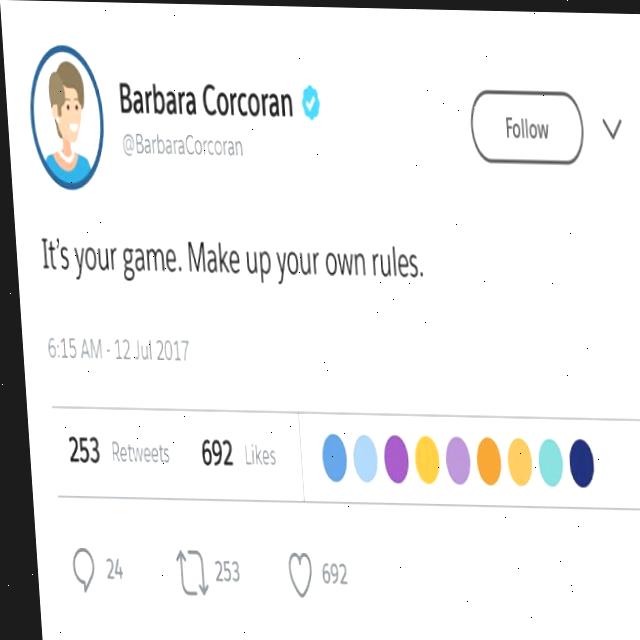 Barbara Corcoran
@BarbaraCorcoran
Follow
It's your game. Make up your own rules.
6:15 AM - 12 Jul 2017
253 Retweets 692 Likes
24 253 692